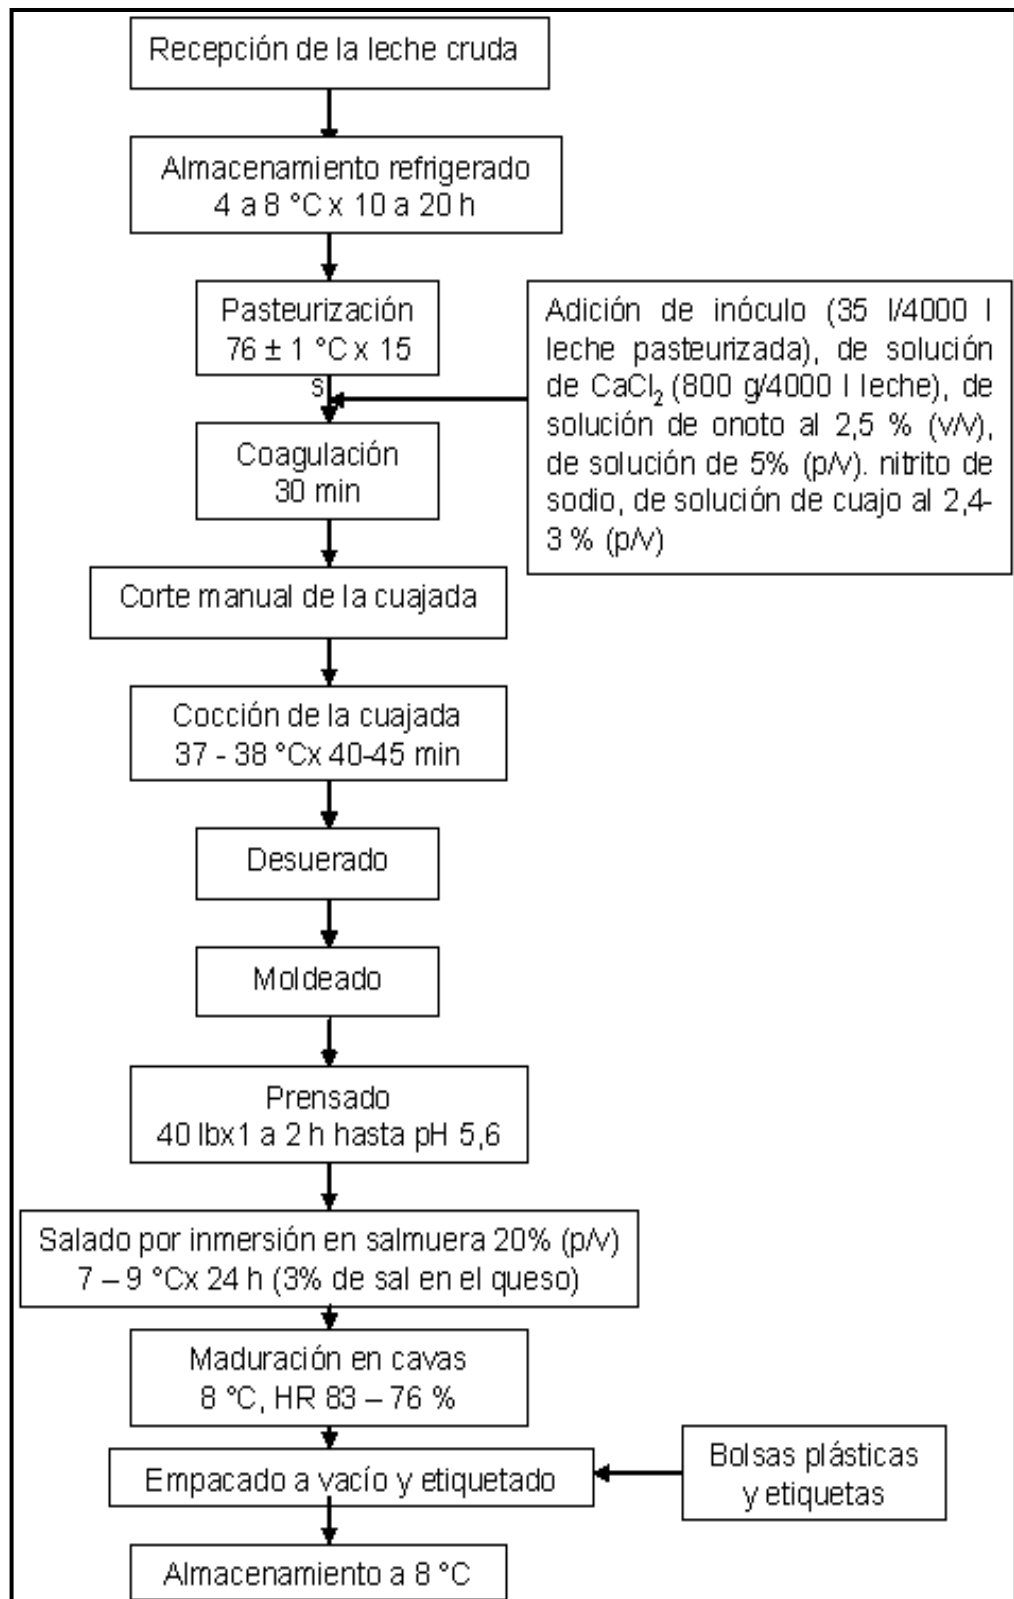 Recepción de la leche cruda
Almacenamiento refrigerado
4 a 8 °C x 10 a 20 h
Pasteurización
76 ± 1 °C x 15
s
Adición de inóculo (35 l/4000 l
leche pasteurizada), de solución
de CaCl₂ (800 g/4000 l leche), de
solución de onoto al 2,5 % (v/v),
de solución de 5% (p/v). nitrito de
sodio, de solución de cuajo al 2,4-
3 % (p/v)
Coagulación
30 min
Corte manual de la cuajada
Cocción de la cuajada
37 - 38 °Cx 40-45 min
Desuerado
Moldeado
Prensado
40 lbx1 a 2 h hasta pH 5,6
Salado por inmersión en salmuera 20% (p/v)
7 – 9 °Cx 24 h (3% de sal en el queso)
Maduración en cavas
8 °C, HR 83 – 76 %
Empacado a vacío y etiquetado
Bolsas plásticas
y etiquetas
Almacenamiento a 8 °C